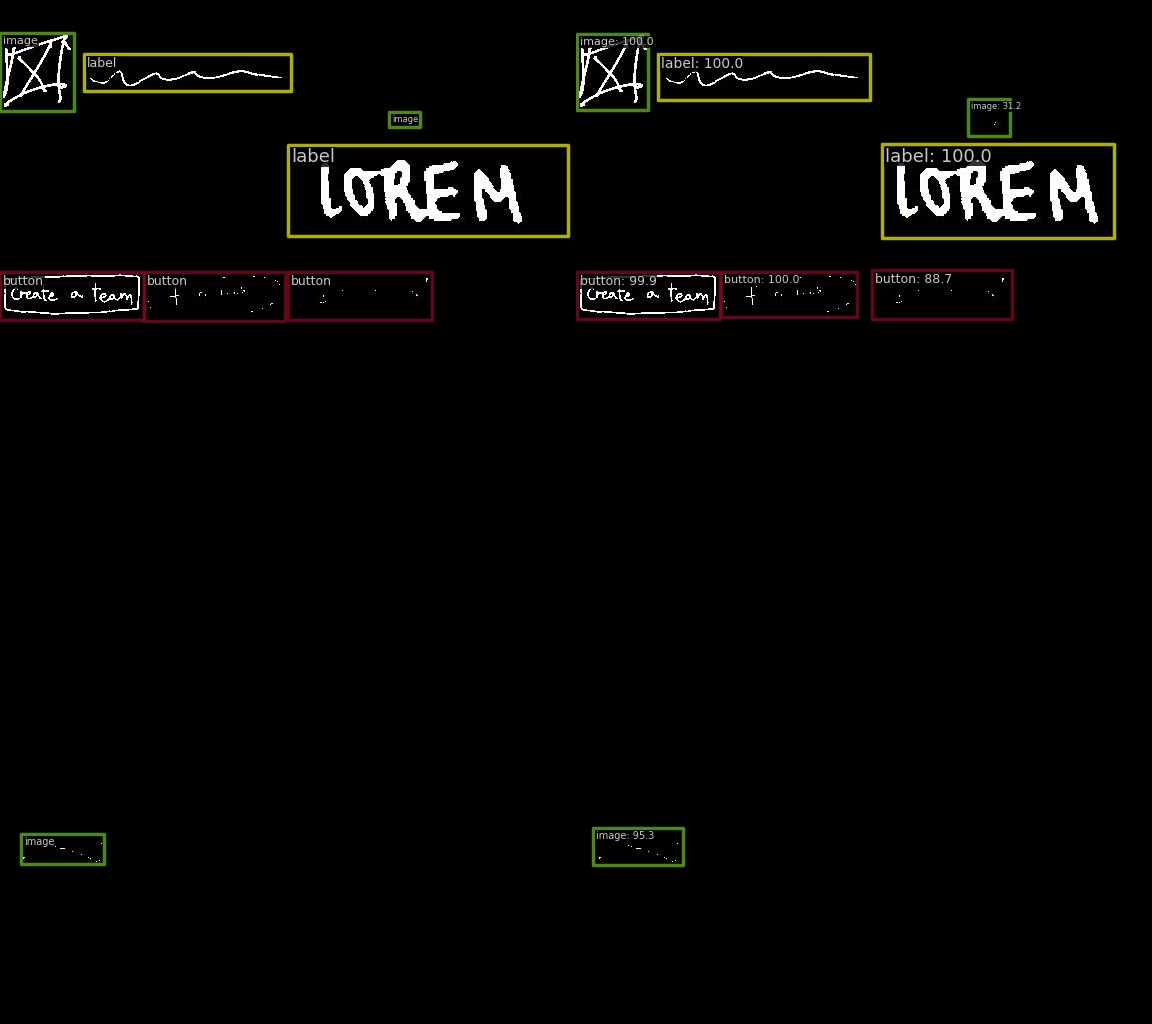 image image: 100.0
label label: 100.0
image image: 31.2
label label: 100.0
lOREM lOREM
button button button button: 99.9 button: 100.0 button: 88.7
Create a Team Create a Team
image image: 95.3